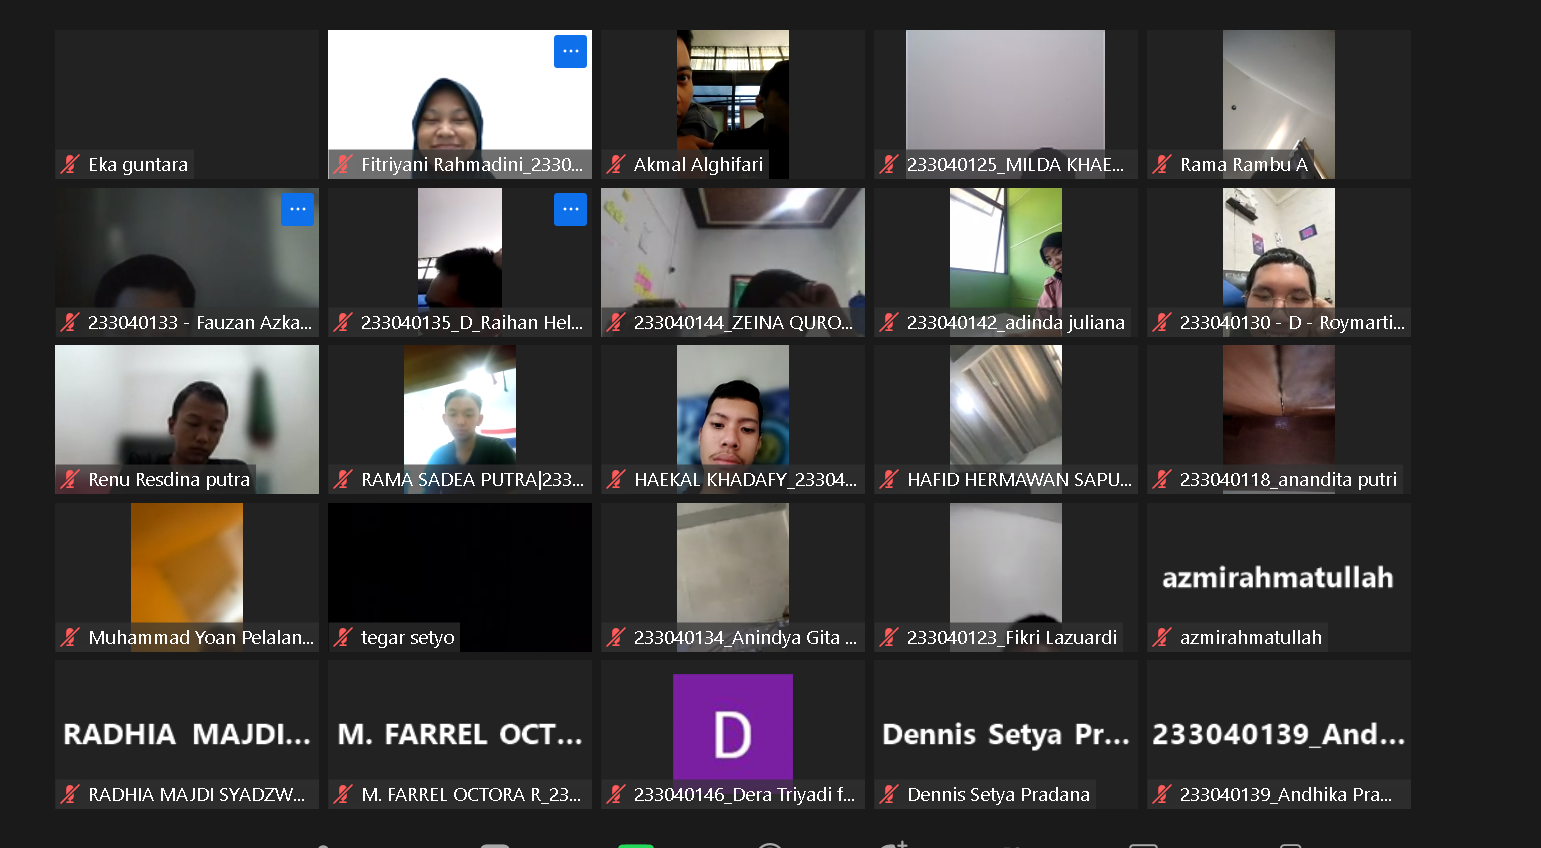 Eka guntara
Fitriyani Rahmadini_2330...
Akmal Alghifari
233040125_MILDA KHAE...
Rama Rambu A
233040133 - Fauzan Azka...
233040135_D_Raihan Hel...
233040144_ZEINA QURO...
233040142_adinda juliana
233040130 - D - Roymarti...
Renu Resdina putra
RAMA SADEA PUTRA|233...
HAEKAL KHADAFY_23304...
HAFID HERMAWAN SAPU...
233040118_anandita putri
Muhammad Yoan Pelalan...
tegar setyo
233040134_Anindya Gita ...
233040123_Fikri Lazuardi
azmirahmatullah
azmirahmatullah
RADHIA MAJDI...
RADHIA MAJDI SYADZW...
M. FARREL OCT...
M. FARREL OCTORA R_23...
D
233040146_Dera Triyadi f...
Dennis Setya Pr...
Dennis Setya Pradana
233040139_And...
233040139_Andhika Pra...